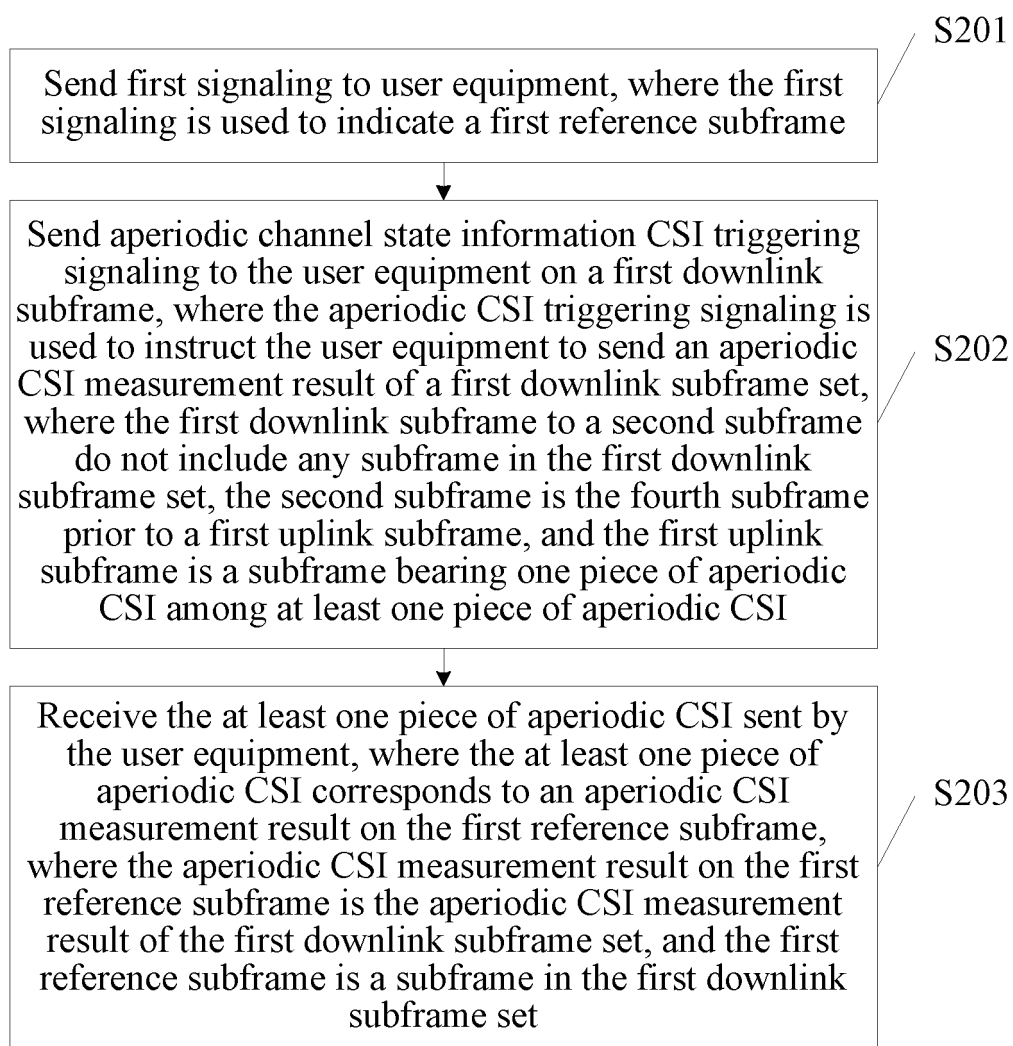 S201
Send first signaling to user equipment, where the first
signaling is used to indicate a first reference subframe
Send aperiodic channel state information CSI triggering
signaling to the user equipment on a first downlink
subframe, where the aperiodic CSI triggering signaling is
used to instruct the user equipment to send an aperiodic
CSI measurement result of a first downlink subframe set,
where the first downlink subframe to a second subframe
do not include any subframe in the first downlink
subframe set, the second subframe is the fourth subframe
prior to a first uplink subframe, and the first uplink
subframe is a subframe bearing one piece of aperiodic
CSI among at least one piece of aperiodic CSI
S202
Receive the at least one piece of aperiodic CSI sent by
the user equipment, where the at least one piece of
aperiodic CSI corresponds to an aperiodic CSI
measurement result on the first reference subframe,
where the aperiodic CSI measurement result on the first
reference subframe is the aperiodic CSI measurement
result of the first downlink subframe set, and the first
reference subframe is a subframe in the first downlink
subframe set
S203